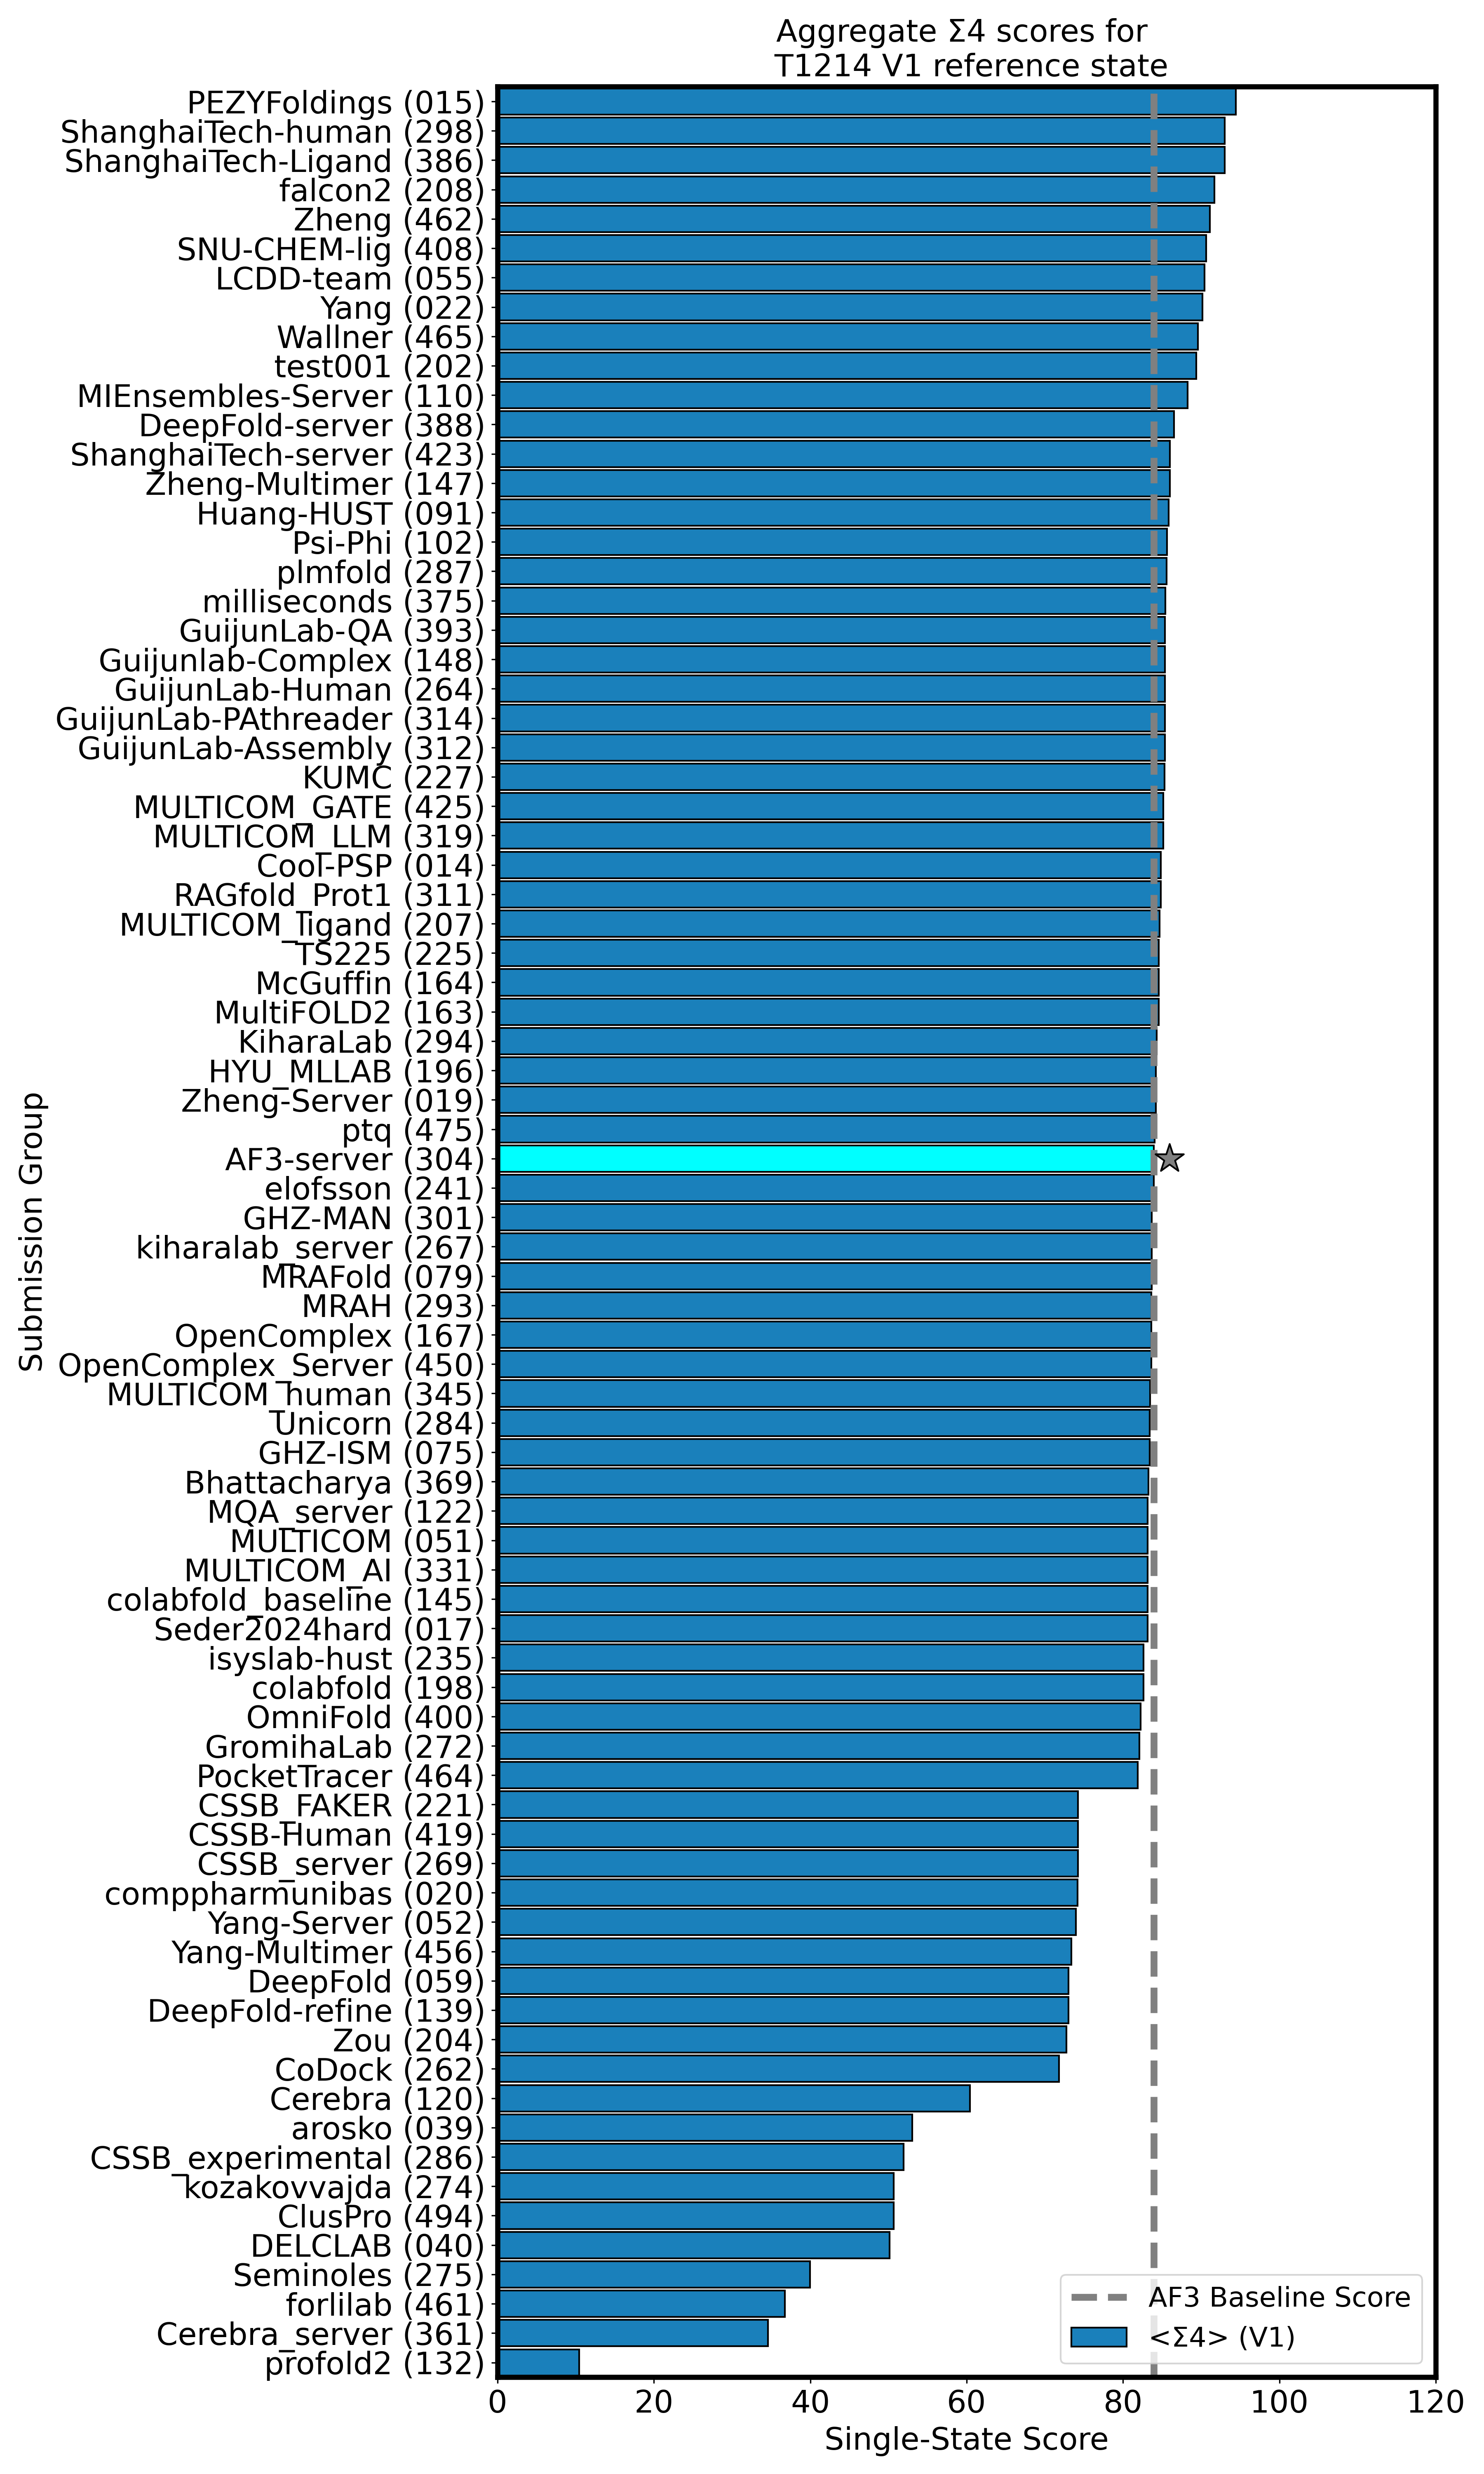 Aggregate Σ4 scores for
T1214 V1 reference state
PEZYFoldings (015)
ShanghaiTech-human (298)
ShanghaiTech-Ligand (386)
falcon2 (208)
Zheng (462)
SNU-CHEM-lig (408)
LCDD-team (055)
Yang (022)
Wallner (465)
test001 (202)
MIEnsembles-Server (110)
DeepFold-server (388)
ShanghaiTech-server (423)
Zheng-Multimer (147)
Huang-HUST (091)
Psi-Phi (102)
plmfold (287)
milliseconds (375)
GuijunLab-QA (393)
Guijunlab-Complex (148)
GuijunLab-Human (264)
GuijunLab-PAthreader (314)
GuijunLab-Assembly (312)
KUMC (227)
MULTICOM_GATE (425)
MULTICOM_LLM (319)
Cool-PSP (014)
RAGfold_Prot1 (311)
MULTICOM_ligand (207)
TS225 (225)
McGuffin (164)
MultiFOLD2 (163)
KiharaLab (294)
HYU_MLLAB (196)
Zheng-Server (019)
ptq (475)
AF3-server (304)
elofsson (241)
GHZ-MAN (301)
kiharalab_server (267)
MRAFold (079)
MRAH (293)
OpenComplex (167)
OpenComplex_Server (450)
MULTICOM_human (345)
Unicorn (284)
GHZ-ISM (075)
Bhattacharya (369)
MQA_server (122)
MULTICOM (051)
MULTICOM_AI (331)
colabfold_baseline (145)
Seder2024hard (017)
isyslab-hust (235)
colabfold (198)
OmniFold (400)
GromihaLab (272)
PocketTracer (464)
CSSB_FAKER (221)
CSSB-Human (419)
CSSB_server (269)
comppharmunibas (020)
Yang-Server (052)
Yang-Multimer (456)
DeepFold (059)
DeepFold-refine (139)
Zou (204)
CoDock (262)
Cerebra (120)
arosko (039)
CSSB_experimental (286)
kozakovvajda (274)
ClusPro (494)
DELCLAB (040)
Seminoles (275)
forlilab (461)
Cerebra_server (361)
profold2 (132)
Submission Group
AF3 Baseline Score
<Σ4> (V1)
0 20 40 60 80 100 120
Single-State Score